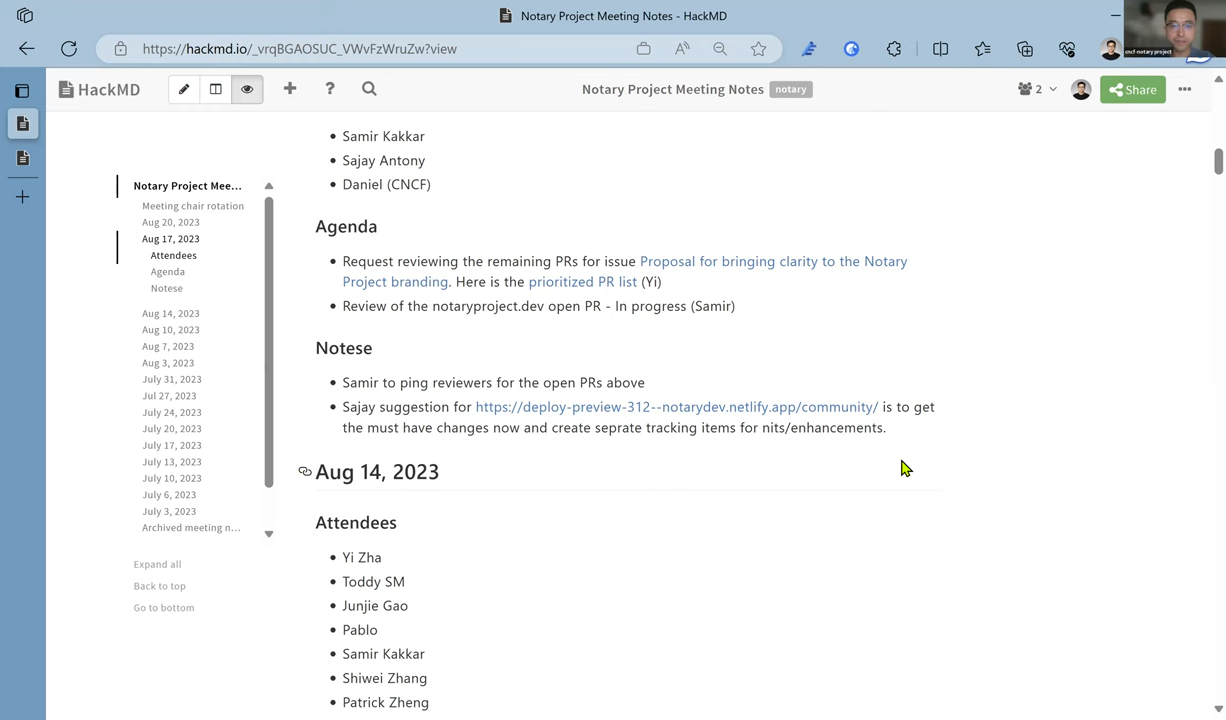 Notary Project Meeting Notes - HackMD
https://hackmd.io/_vrqBGAOSUC_VWvFzWruZw?view
cncf-notary project
HackMD
Notary Project Meeting Notes notary
2
Share
Notary Project Mee...
Meeting chair rotation
Aug 20, 2023
Aug 17, 2023
Attendees
Agenda
Notese
Aug 14, 2023
Aug 10, 2023
Aug 7, 2023
Aug 3, 2023
July 31, 2023
Jul 27, 2023
July 24, 2023
July 20, 2023
July 17, 2023
July 13, 2023
July 10, 2023
July 6, 2023
July 3, 2023
Archived meeting n...
Expand all
Back to top
Go to bottom
Samir Kakkar
Sajay Antony
Daniel (CNCF)
Agenda
Request reviewing the remaining PRs for issue Proposal for bringing clarity to the Notary
Project branding. Here is the prioritized PR list (Yi)
Review of the notaryproject.dev open PR - In progress (Samir)
Notese
Samir to ping reviewers for the open PRs above
Sajay suggestion for https://deploy-preview-312--notarydev.netlify.app/community/ is to get
the must have changes now and create seprate tracking items for nits/enhancements.
Aug 14, 2023
Attendees
Yi Zha
Toddy SM
Junjie Gao
Pablo
Samir Kakkar
Shiwei Zhang
Patrick Zheng